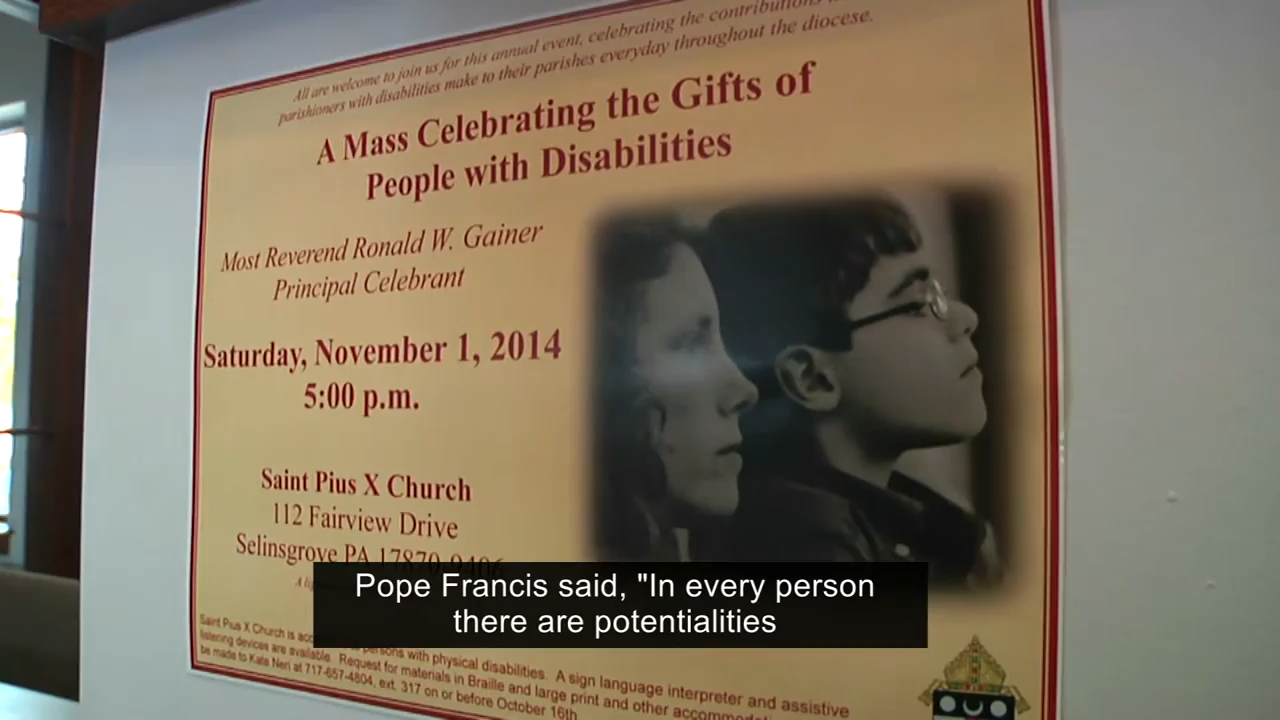 All are welcome to join us for this annual event, celebrating the contributions
parishioners with disabilities make to their parishes everyday throughout the diocese.
A Mass Celebrating the Gifts of
People with Disabilities
Most Reverend Ronald W. Gainer
Principal Celebrant
Saturday, November 1, 2014
5:00 p.m.
Saint Pius X Church
112 Fairview Drive
Selinsgrove PA 17870-9406
Pope Francis said, "In every person
there are potentialities
Saint Pius X Church is persons with physical disabilities. A sign language interpreter and assistive
listening devices are available. Request for materials in Braille and large print and other
be made to Kate Neri at 717-657-4804, ext. 317 on or before October 16th